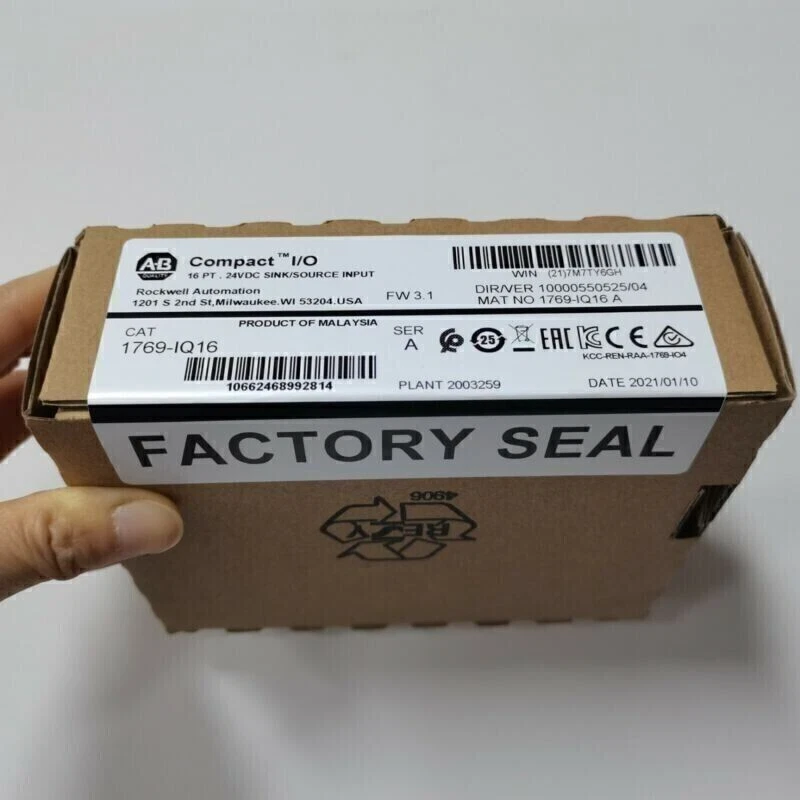 A-B
QUALITY
Compact™ I/O
16 PT . 24VDC SINK/SOURCE INPUT
Rockwell Automation
1201 S 2nd St,Milwaukee.WI 53204.USA
FW 3.1
WIN (21)7M7TY6GH
DIR/VER 10000550525/04
MAT NO 1769-IQ16 A
PRODUCT OF MALAYSIA
CAT
1769-IQ16
10662468992814
SER
A
25
EAC
KC
CE
KCC-REN-RAA-1769-IO4
PLANT 2003259
DATE 2021/01/10
FACTORY SEAL
4906